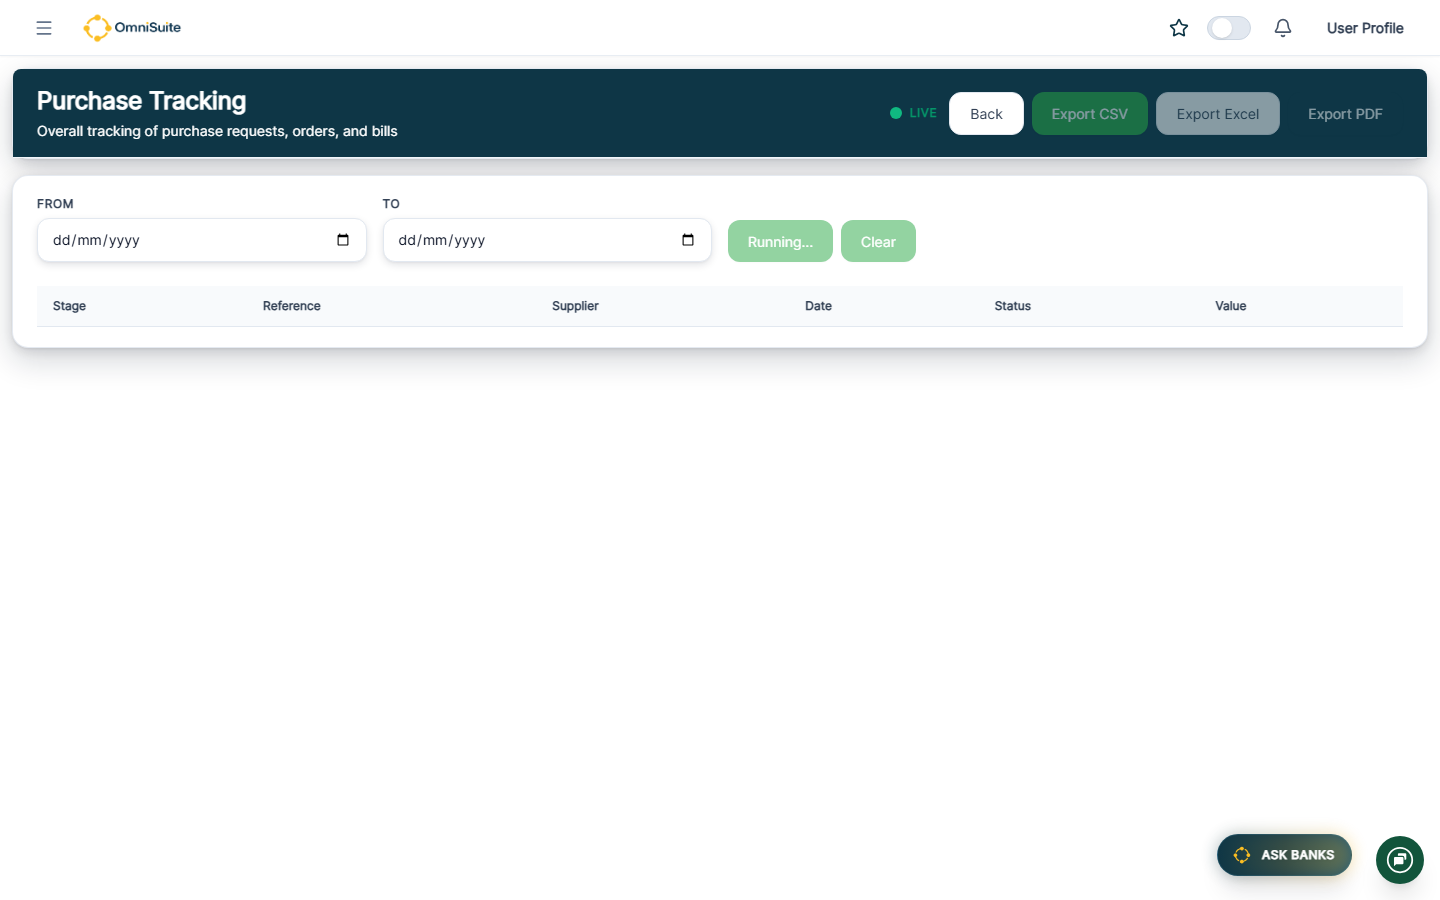 OmniSuite
User Profile
Purchase Tracking
Overall tracking of purchase requests, orders, and bills
LIVE
Back
Export CSV
Export Excel
Export PDF
FROM
TO
dd/mm/yyyy
dd/mm/yyyy
Running...
Clear
Stage Reference Supplier Date Status Value
ASK BANKS